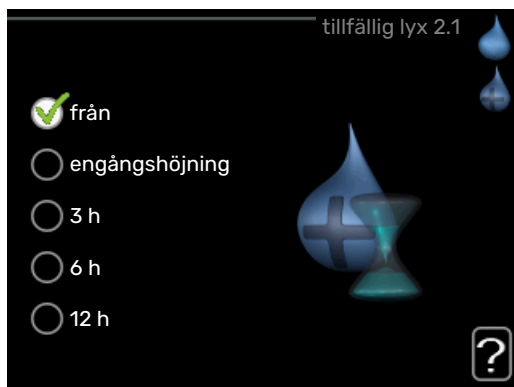 tillfällig lyx 2.1
från
engångshöjning
3 h
6 h
12 h
?